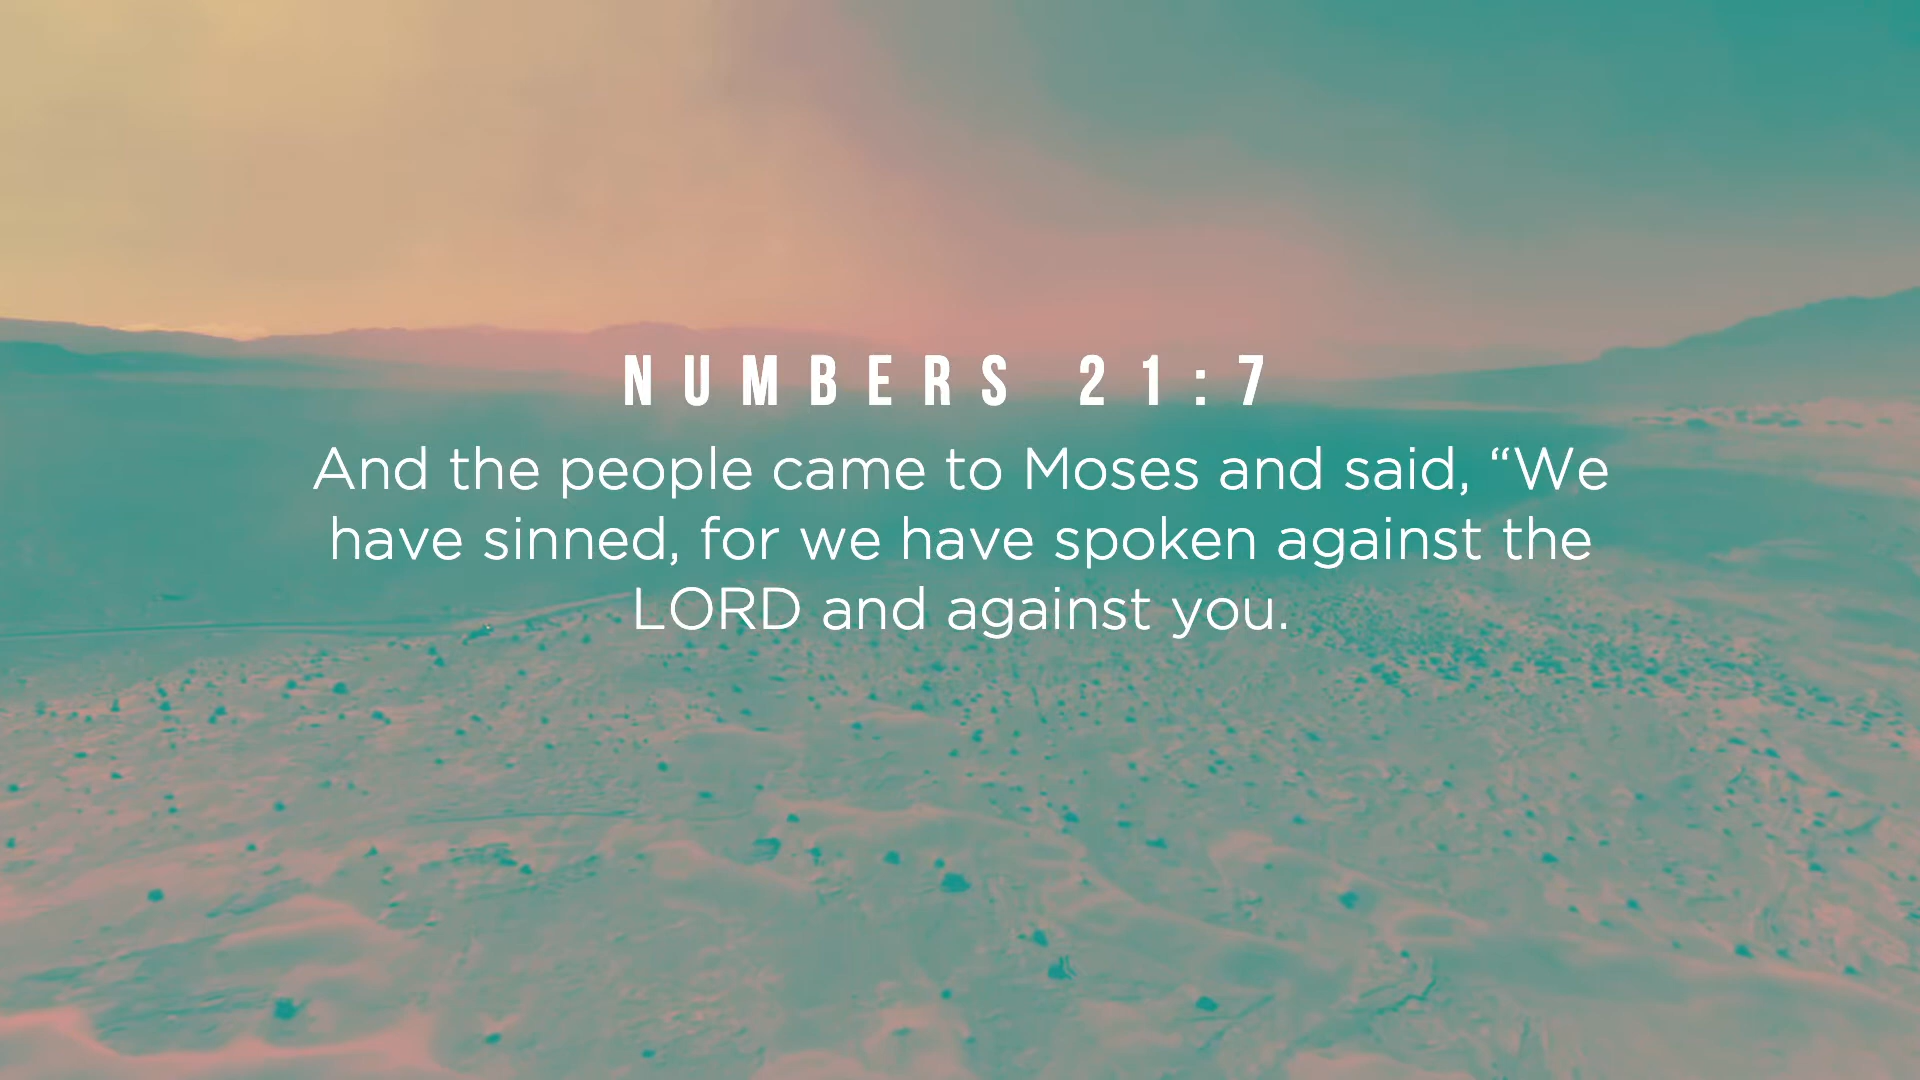 NUMBERS 21:7
And the people came to Moses and said, “We
have sinned, for we have spoken against the
LORD and against you.